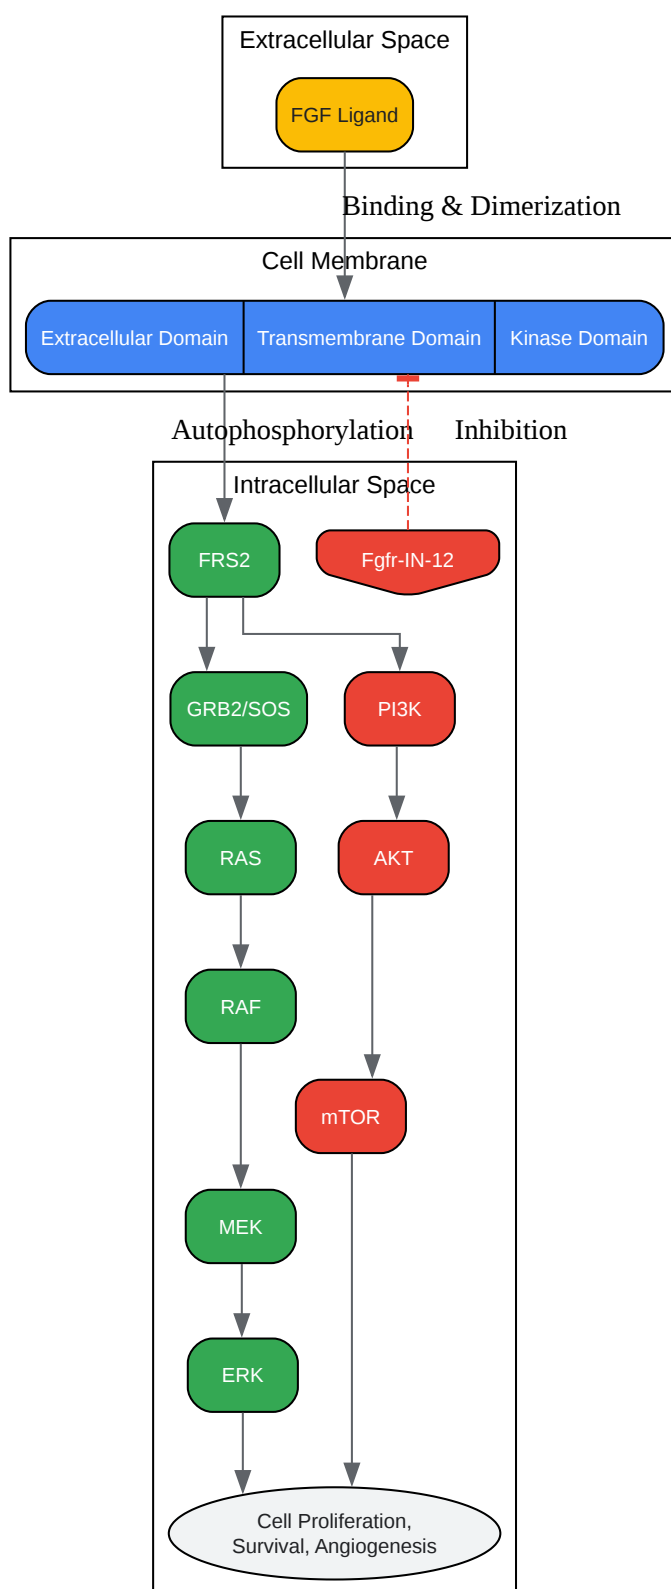 Extracellular Space
FGF Ligand
Binding & Dimerization
Cell Membrane
Extracellular Domain
Transmembrane Domain
Kinase Domain
Autophosphorylation
Inhibition
Intracellular Space
FRS2
Fgfr-IN-12
GRB2/SOS
PI3K
RAS
AKT
RAF
mTOR
MEK
ERK
Cell Proliferation,
Survival, Angiogenesis